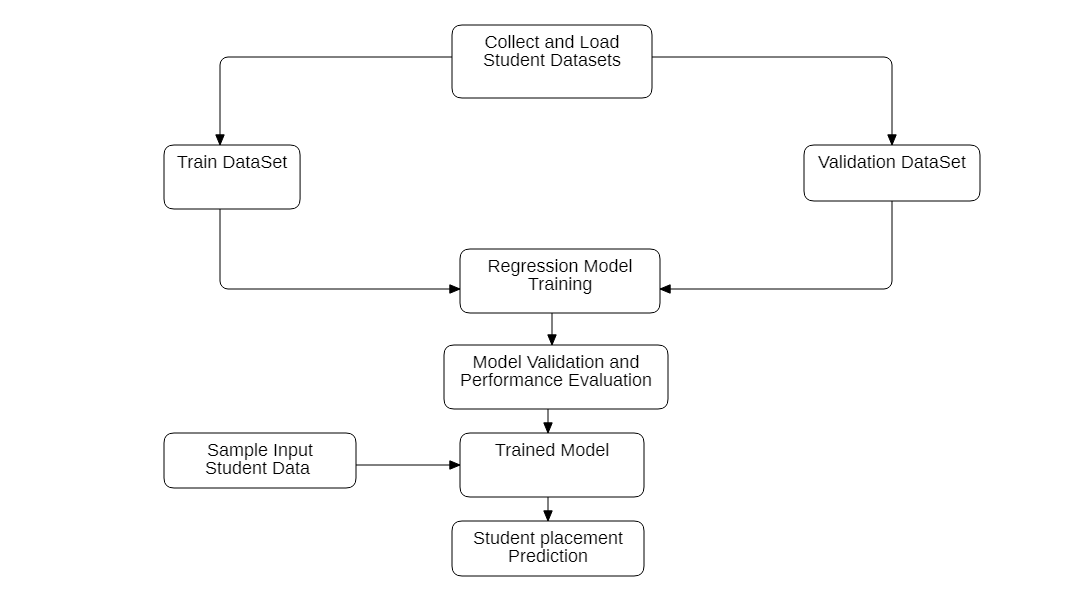 Collect and Load
Student Datasets
Train DataSet
Validation DataSet
Regression Model
Training
Model Validation and
Performance Evaluation
Sample Input
Student Data
Trained Model
Student placement
Prediction